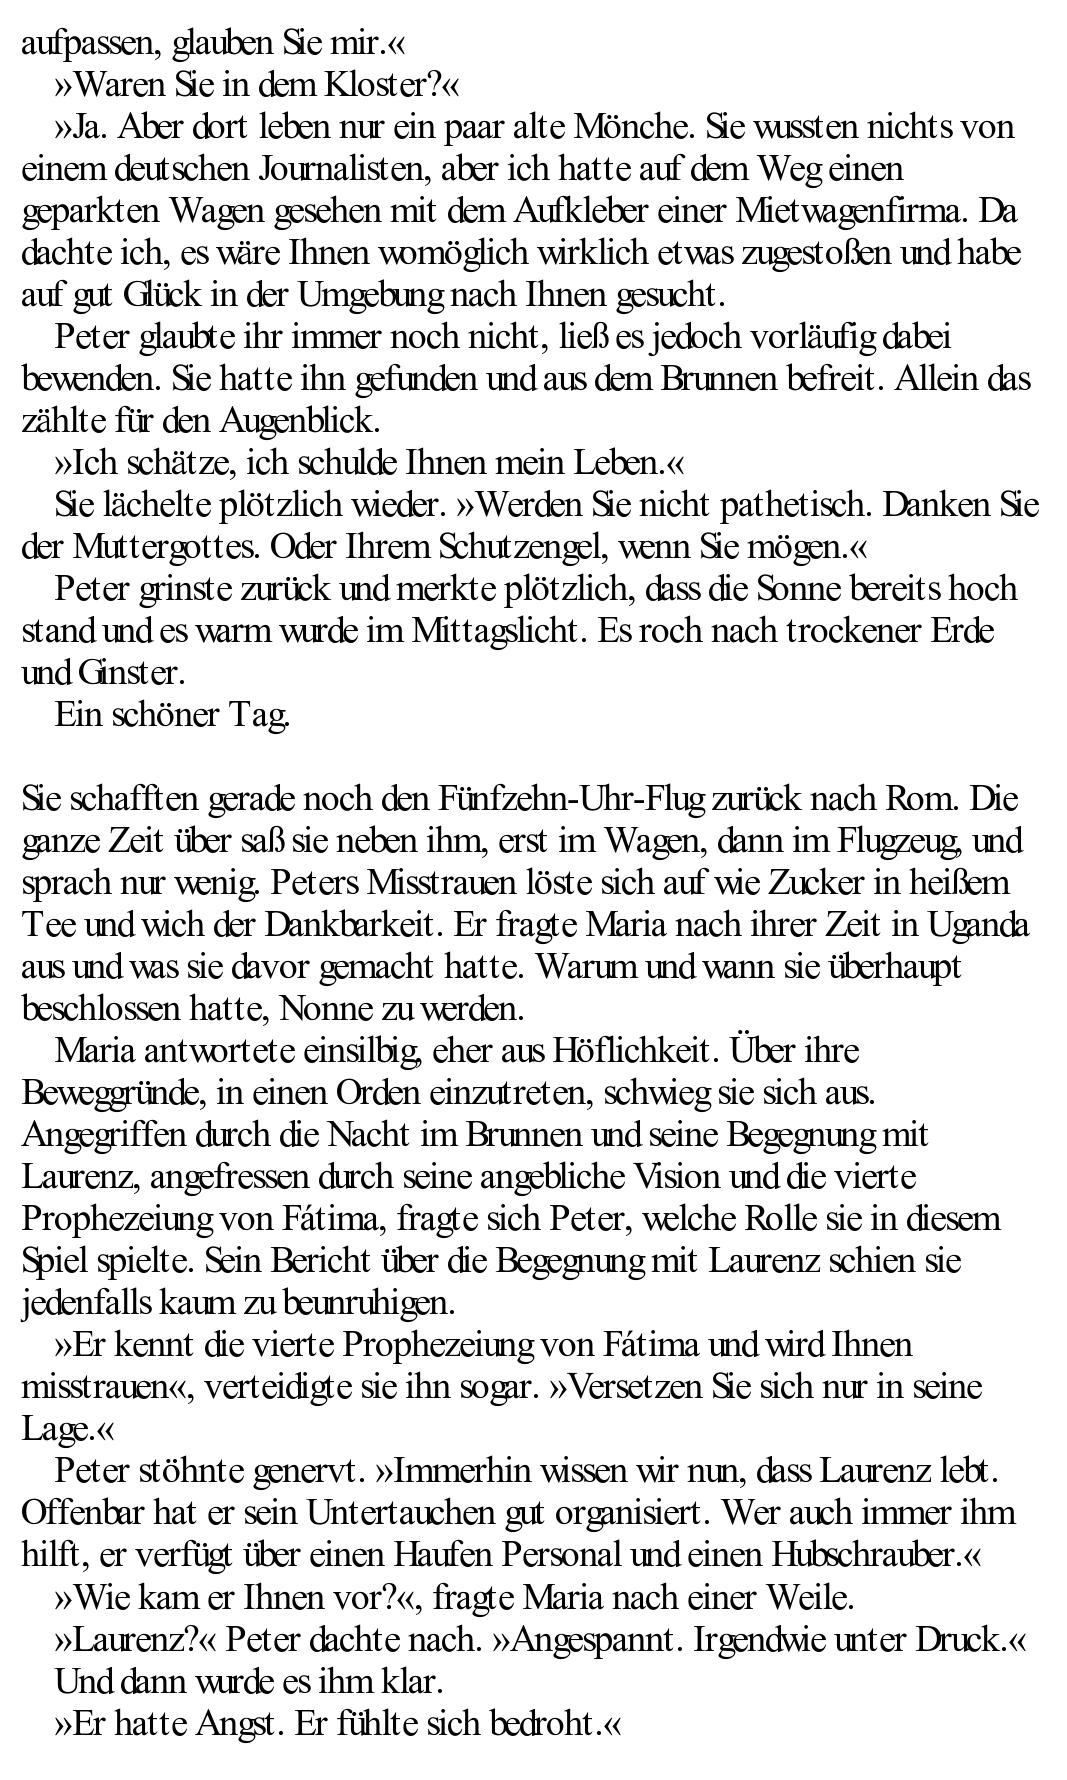 aufpassen, glauben Sie mir.«
»Waren Sie in dem Kloster?«
»Ja. Aber dort leben nur ein paar alte Mönche. Sie wussten nichts von
einem deutschen Journalisten, aber ich hatte auf dem Weg einen
geparkten Wagen gesehen mit dem Aufkleber einer Mietwagenfirma. Da
dachte ich, es wäre Ihnen womöglich wirklich etwas zugestoßen und habe
auf gut Glück in der Umgebung nach Ihnen gesucht.
Peter glaubte ihr immer noch nicht, ließ es jedoch vorläufig dabei
bewenden. Sie hatte ihn gefunden und aus dem Brunnen befreit. Allein das
zählte für den Augenblick.
»Ich schätze, ich schulde Ihnen mein Leben.«
Sie lächelte plötzlich wieder. »Werden Sie nicht pathetisch. Danken Sie
der Muttergottes. Oder Ihrem Schutzengel, wenn Sie mögen.«
Peter grinste zurück und merkte plötzlich, dass die Sonne bereits hoch
stand und es warm wurde im Mittagslicht. Es roch nach trockener Erde
und Ginster.
Ein schöner Tag.
Sie schafften gerade noch den Fünfzehn-Uhr-Flug zurück nach Rom. Die
ganze Zeit über saß sie neben ihm, erst im Wagen, dann im Flugzeug, und
sprach nur wenig. Peters Misstrauen löste sich auf wie Zucker in heißem
Tee und wich der Dankbarkeit. Er fragte Maria nach ihrer Zeit in Uganda
aus und was sie davor gemacht hatte. Warum und wann sie überhaupt
beschlossen hatte, Nonne zu werden.
Maria antwortete einsilbig, eher aus Höflichkeit. Über ihre
Beweggründe, in einen Orden einzutreten, schwieg sie sich aus.
Angegriffen durch die Nacht im Brunnen und seine Begegnung mit
Laurenz, angefressen durch seine angebliche Vision und die vierte
Prophezeiung von Fátima, fragte sich Peter, welche Rolle sie in diesem
Spiel spielte. Sein Bericht über die Begegnung mit Laurenz schien sie
jedenfalls kaum zu beunruhigen.
»Er kennt die vierte Prophezeiung von Fátima und wird Ihnen
misstrauen«, verteidigte sie ihn sogar. »Versetzen Sie sich nur in seine
Lage.«
Peter stöhnte genervt. »Immerhin wissen wir nun, dass Laurenz lebt.
Offenbar hat er sein Untertauchen gut organisiert. Wer auch immer ihm
hilft, er verfügt über einen Haufen Personal und einen Hubschrauber.«
»Wie kam er Ihnen vor?«, fragte Maria nach einer Weile.
»Laurenz?« Peter dachte nach. »Angespannt. Irgendwie unter Druck.«
Und dann wurde es ihm klar.
»Er hatte Angst. Er fühlte sich bedroht.«